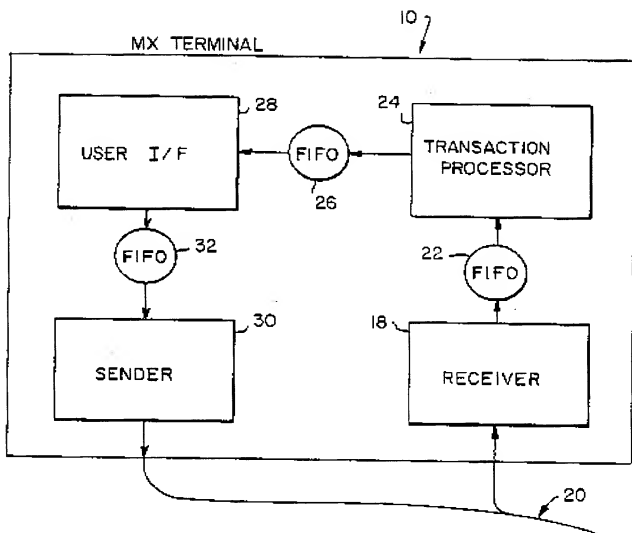 10
MX TERMINAL
28
USER I/F
FIFO
26
24
TRANSACTION
PROCESSOR
FIFO
32
22
FIFO
30
SENDER
18
RECEIVER
20